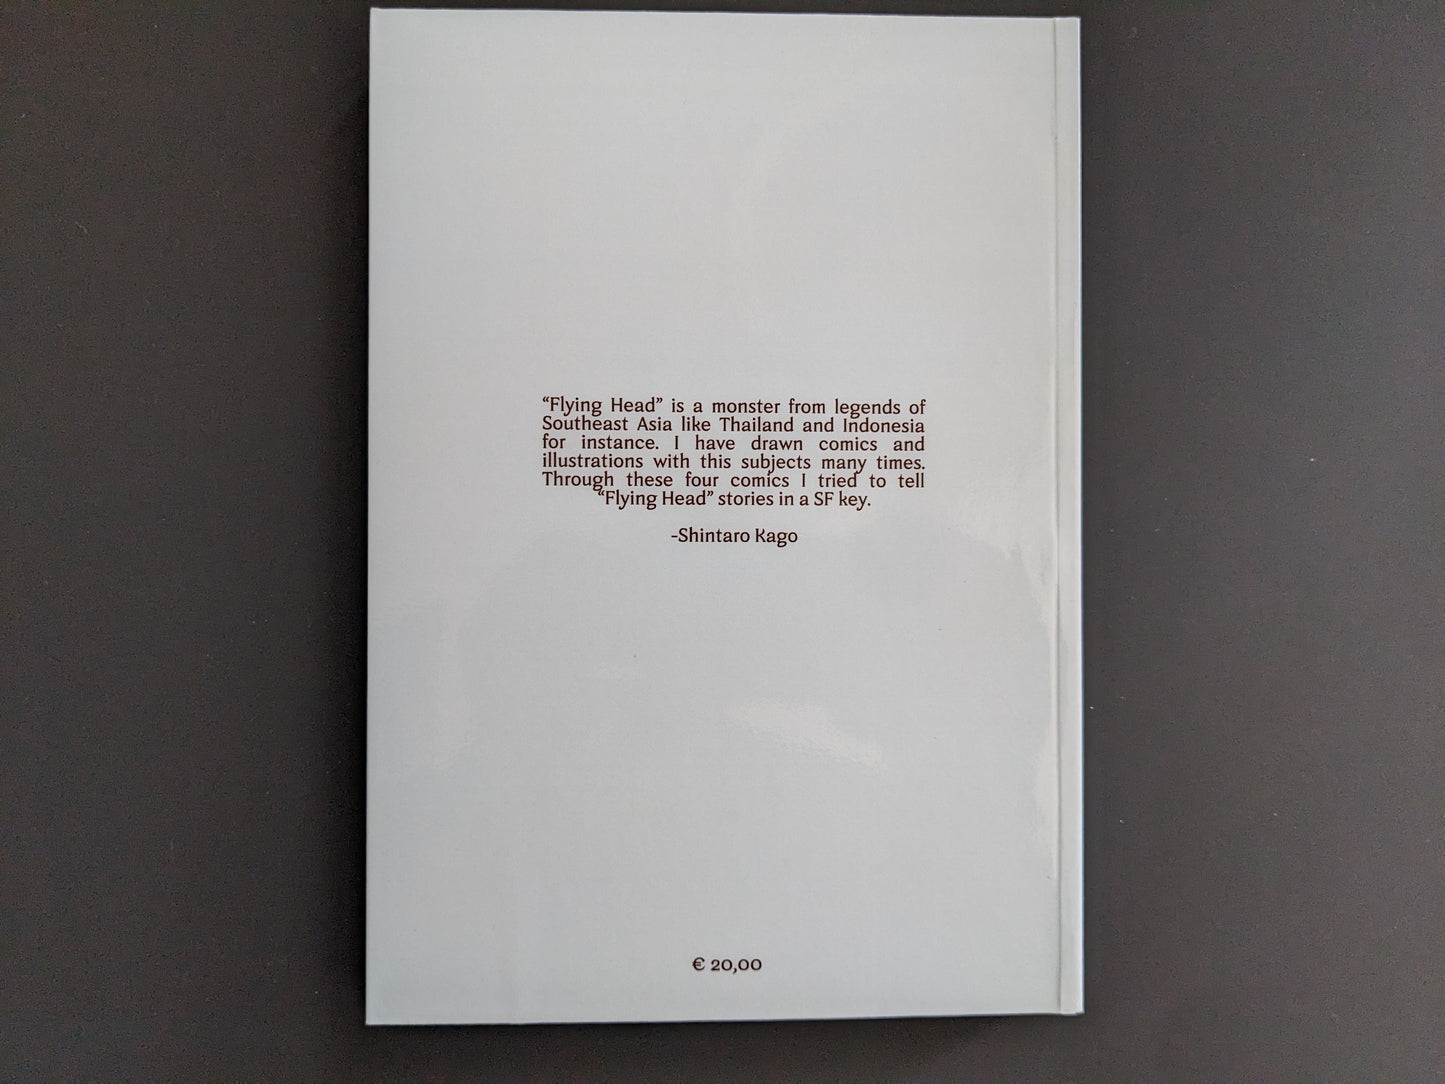 “Flying Head” is a monster from legends of
Southeast Asia like Thailand and Indonesia
for instance. I have drawn comics and
illustrations with this subjects many times.
Through these four comics I tried to tell
“Flying Head” stories in a SF key.
-Shintaro Kago
€ 20,00